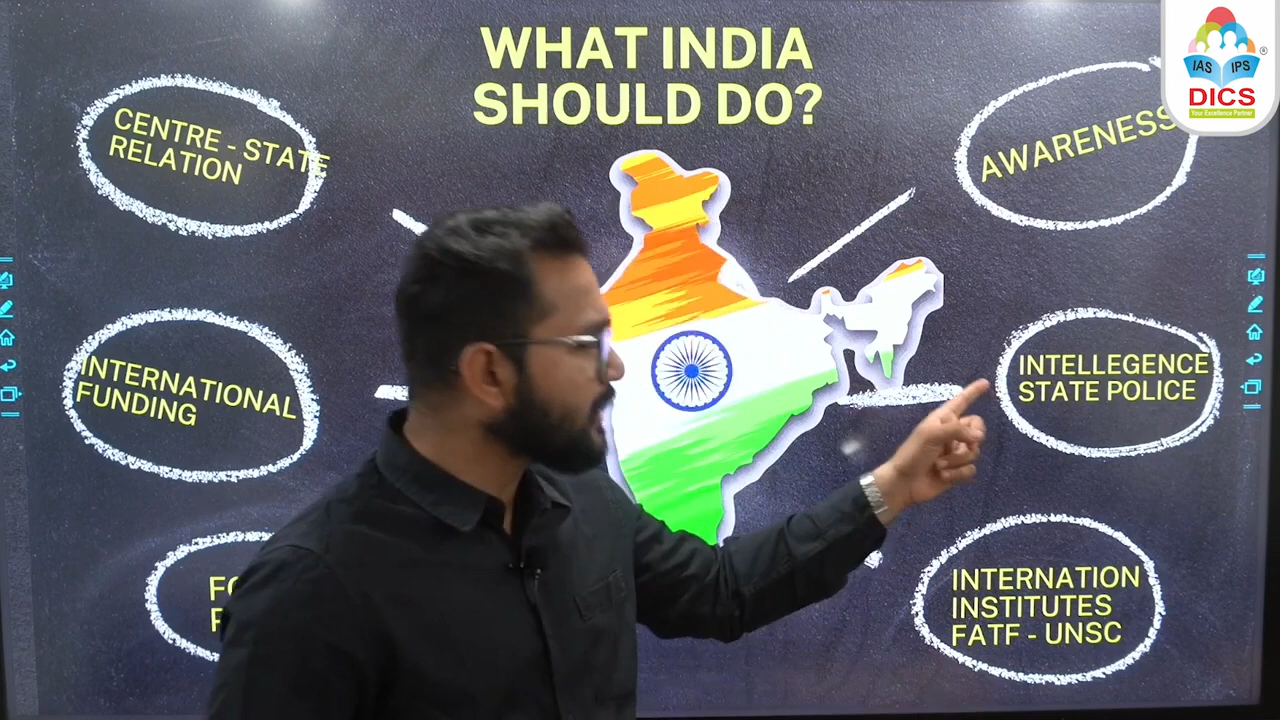 WHAT INDIA
SHOULD DO?
CENTRE - STATE
RELATION
AWARENESS
IAS IPS
®
DICS
Your Excellence Partner
INTERNATIONAL
FUNDING
INTELLEGENCE
STATE POLICE
INTERNATION
INSTITUTES
FATF - UNSC